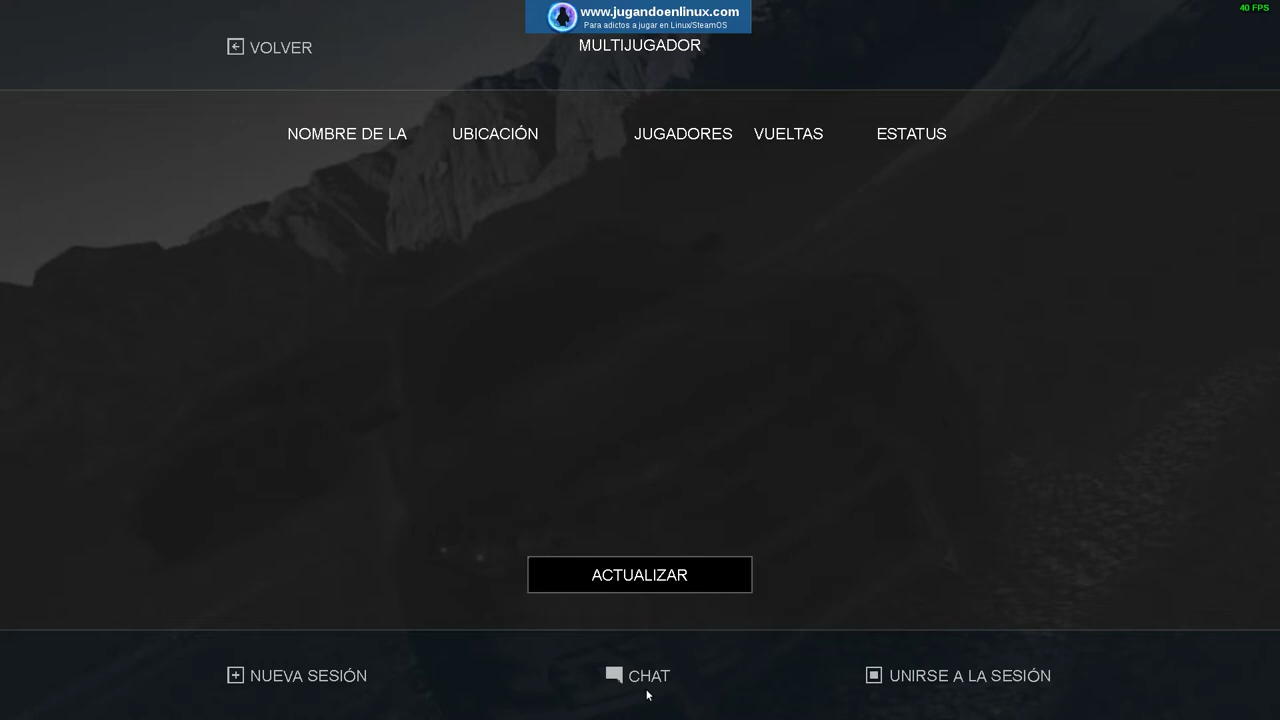 www.jugandoenlinux.com
Para adictos a jugar en Linux/SteamOS
40 FPS
VOLVER
MULTIJUGADOR
NOMBRE DE LA UBICACIÓN JUGADORES VUELTAS ESTATUS
ACTUALIZAR
NUEVA SESIÓN CHAT UNIRSE A LA SESIÓN